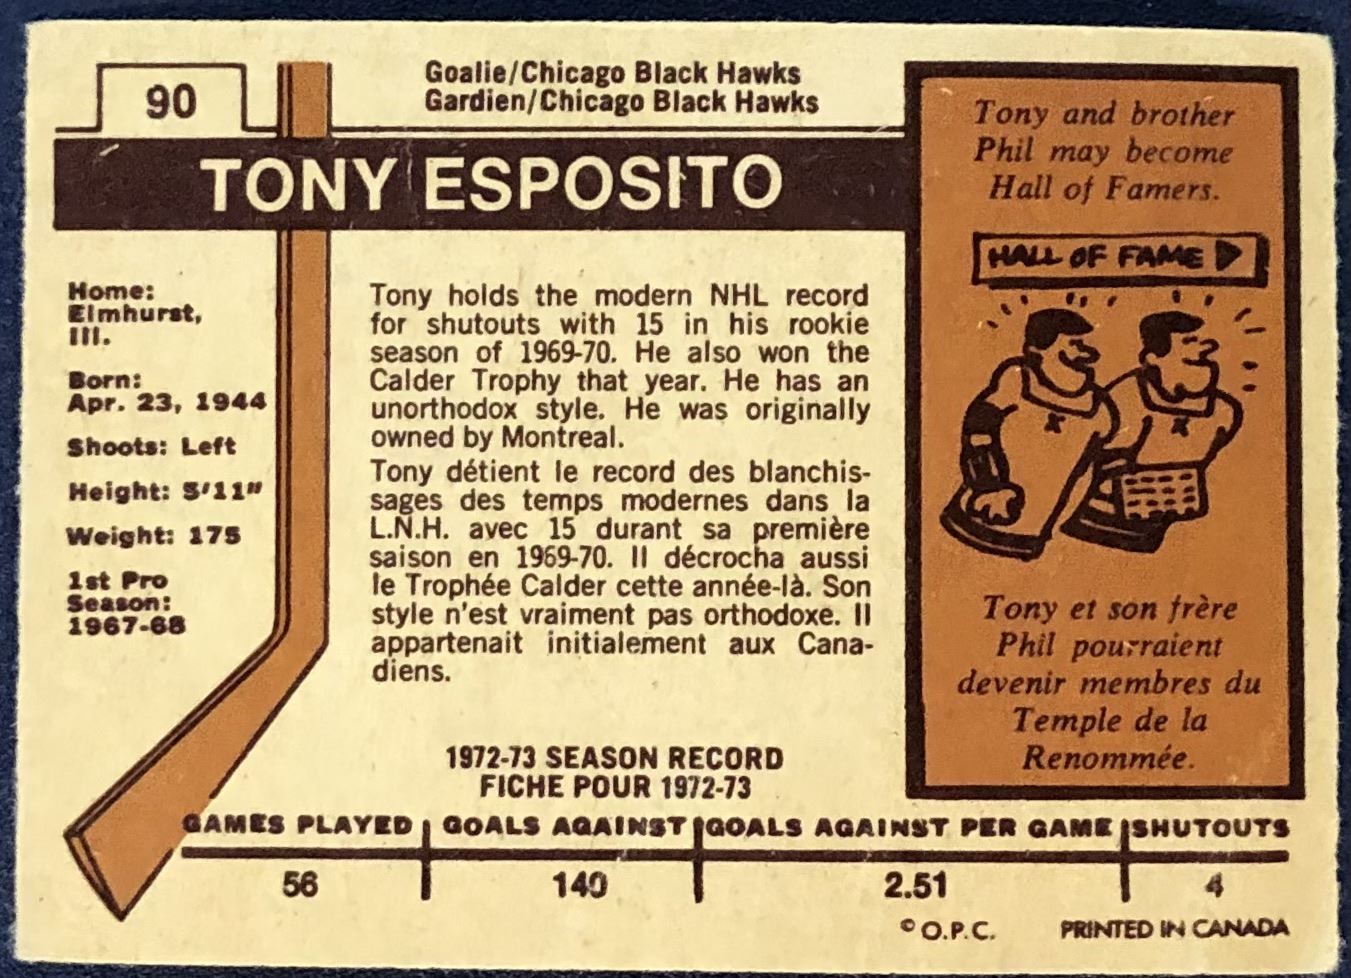 90
Goalie/Chicago Black Hawks
Gardien/Chicago Black Hawks
TONY ESPOSITO
Home:
Elmhurst,
Ill.
Born:
Apr. 23, 1944
Shoots: Left
Height: 5'11"
Weight: 175
1st Pro
Season:
1967-68
Tony holds the modern NHL record
for shutouts with 15 in his rookie
season of 1969-70. He also won the
Calder Trophy that year. He has an
unorthodox style. He was originally
owned by Montreal.
Tony détient le record des blanchis-
sages des temps modernes dans la
L.N.H. avec 15 durant sa première
saison en 1969-70. Il décrocha aussi
le Trophée Calder cette année-là. Son
style n'est vraiment pas orthodoxe. Il
appartenait initialement aux Cana-
diens.
Tony and brother
Phil may become
Hall of Famers.
HALL OF FAME
Tony et son frère
Phil pourraient
devenir membres du
Temple de la
Renommée.
1972-73 SEASON RECORD
FICHE POUR 1972-73
GAMES PLAYED GOALS AGAINST GOALS AGAINST PER GAME SHUTOUTS
56 140 2.51 4
© O.P.C. PRINTED IN CANADA